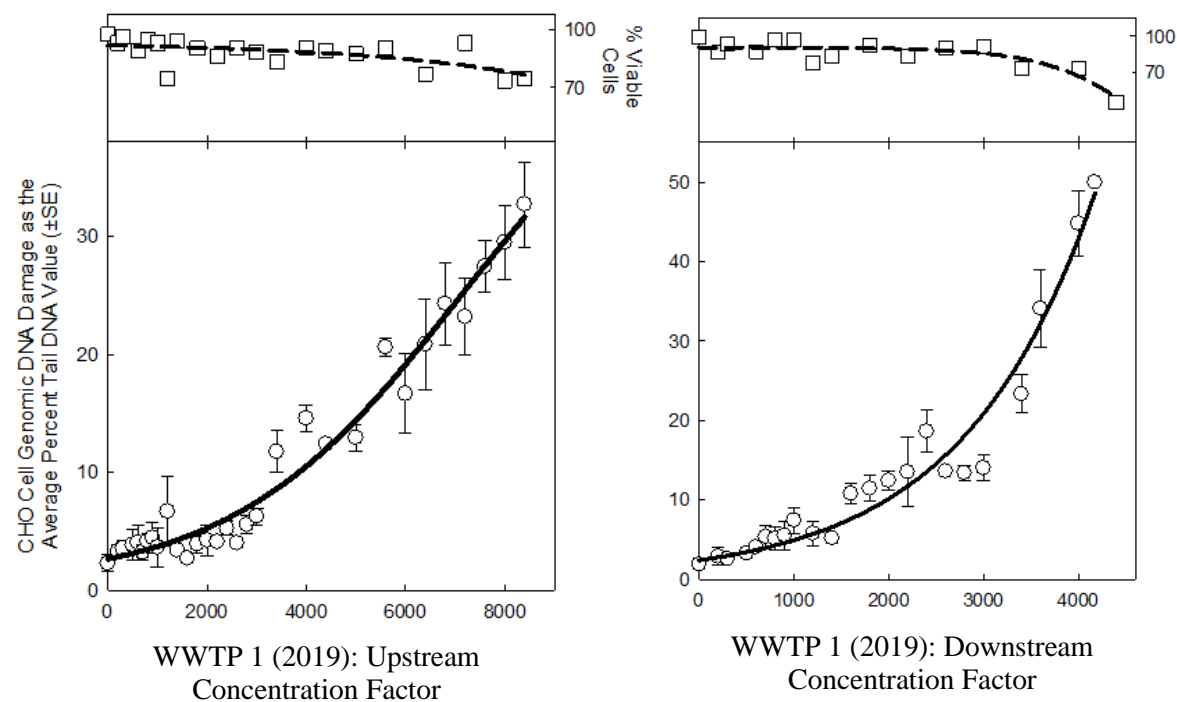 100
70
% Viable
Cells
CHO Cell Genomic DNA Damage as the
Average Percent Tail DNA Value (±SE)
30
20
10
0
0 2000 4000 6000 8000
WWTP 1 (2019): Upstream
Concentration Factor
100
70
50
40
30
20
10
0
0 1000 2000 3000 4000
WWTP 1 (2019): Downstream
Concentration Factor